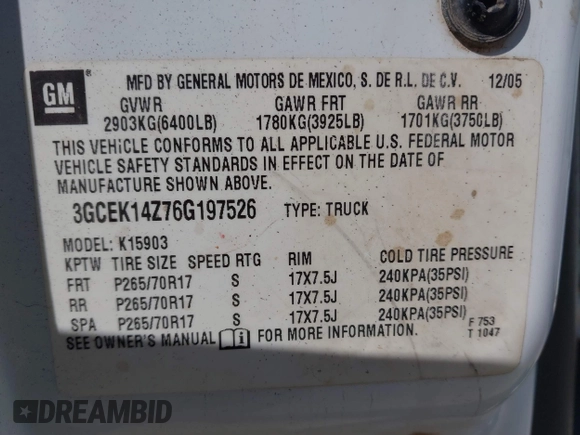 GM
MFD BY GENERAL MOTORS DE MEXICO, S. DE R.L. DE C.V. 12/05
GVWR GAWR FRT GAWR RR
2903KG(6400LB) 1780KG(3925LB) 1701KG(3750LB)
THIS VEHICLE CONFORMS TO ALL APPLICABLE U.S. FEDERAL MOTOR
VEHICLE SAFETY STANDARDS IN EFFECT ON THE DATE OF
MANUFACTURE SHOWN ABOVE.
3GCEK14Z76G197526 TYPE: TRUCK
MODEL: K15903
KPTW TIRE SIZE SPEED RTG RIM COLD TIRE PRESSURE
FRT P265/70R17 S 17X7.5J 240KPA(35PSI)
RR P265/70R17 S 17X7.5J 240KPA(35PSI)
SPA P265/70R17 S 17X7.5J 240KPA(35PSI)
SEE OWNER'S MANUAL i FOR MORE INFORMATION.
F 753
T 1047
DREAMBID